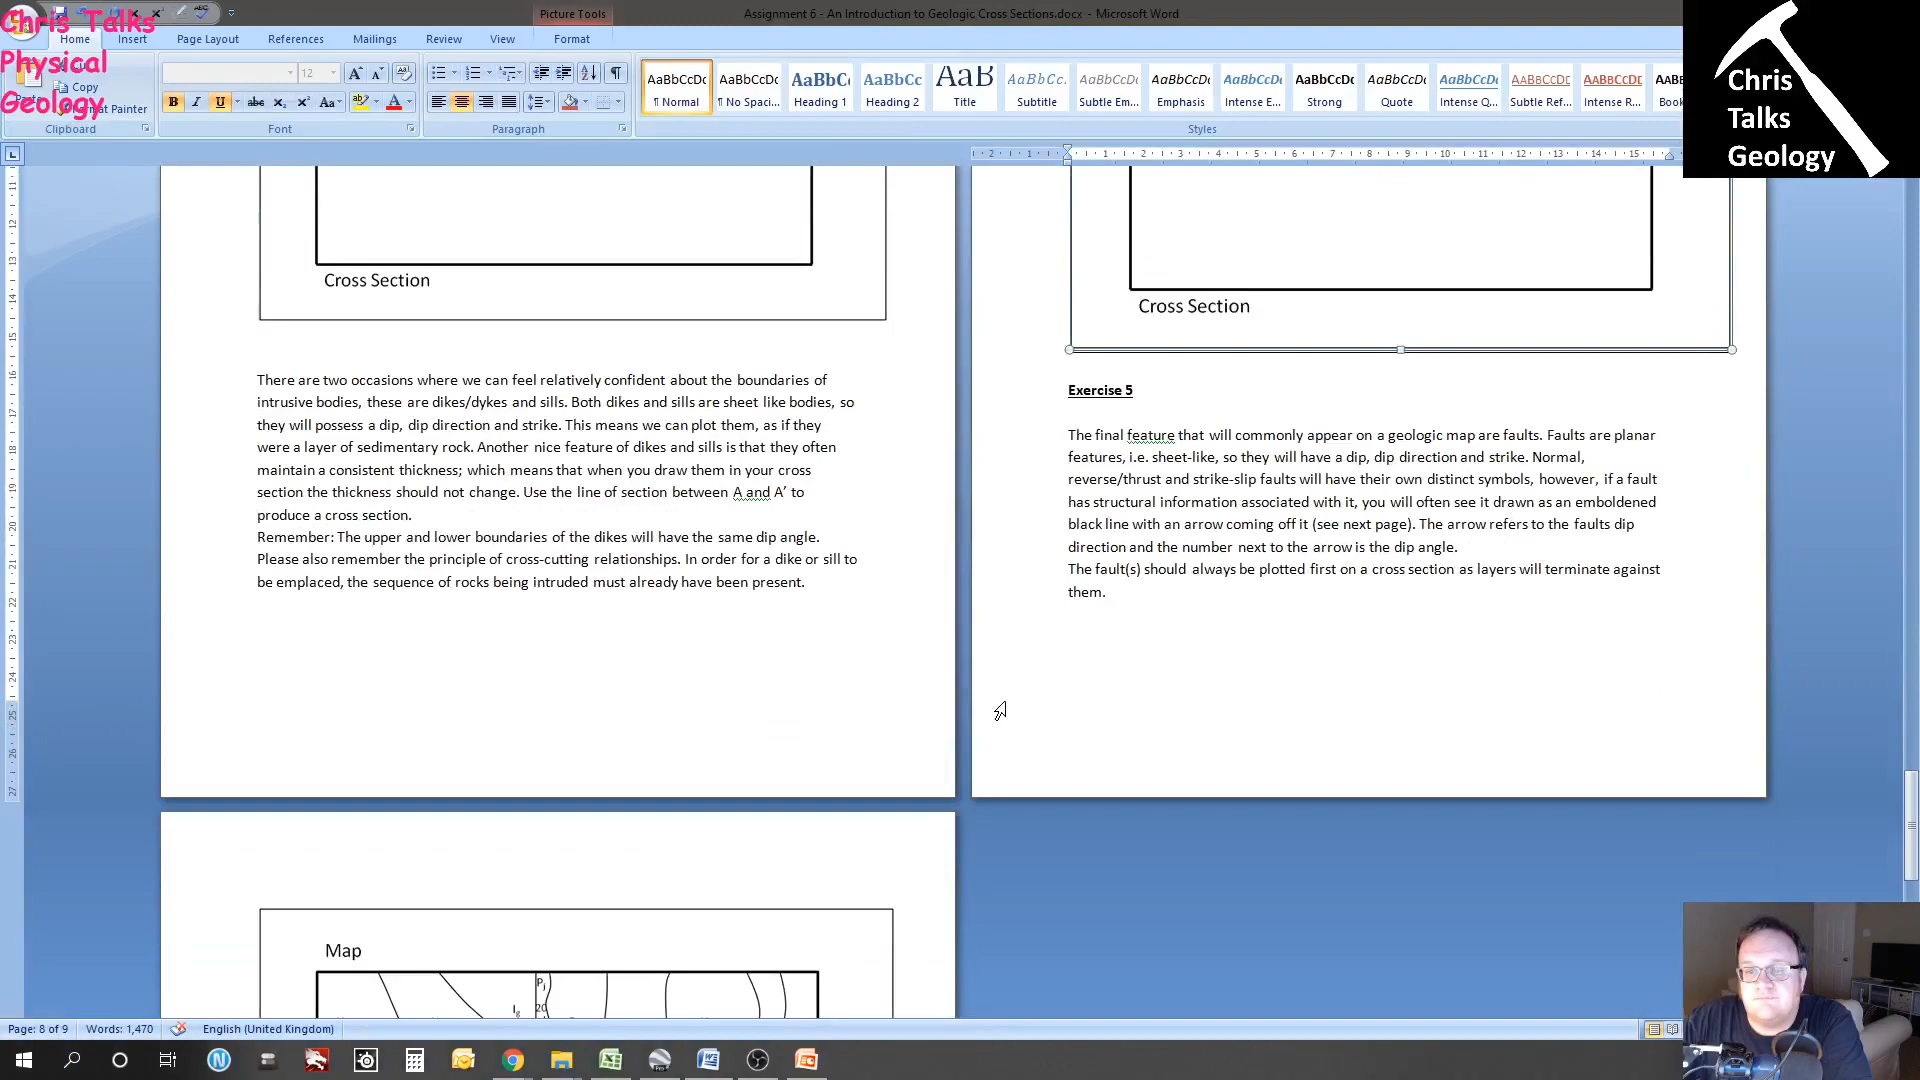 Chris Talks
Physical
Geology
Picture Tools
Assignment 6 - An Introduction to Geologic Cross Sections.docx - Microsoft Word
Home
Insert
Page Layout
References
Mailings
Review
View
Format
Copy
Format Painter
Clipboard
12
Font
Paragraph
AaBbCcDc
¶ Normal
AaBbCcDc
¶ No Spaci...
AaBbCc
Heading 1
AaBbCc
Heading 2
AaB
Title
AaBbCc.
Subtitle
AaBbCcDc
Subtle Em...
AaBbCcDc
Emphasis
AaBbCcDc
Intense E...
AaBbCcDc
Strong
AaBbCcDc
Quote
AaBbCcDc
Intense Q...
AaBbCcDc
Subtle Ref...
AaBbCcDc
Intense R...
AaBb
Book
Styles
Chris
Talks
Geology
Cross Section
There are two occasions where we can feel relatively confident about the boundaries of
intrusive bodies, these are dikes/dykes and sills. Both dikes and sills are sheet like bodies, so
they will possess a dip, dip direction and strike. This means we can plot them, as if they
were a layer of sedimentary rock. Another nice feature of dikes and sills is that they often
maintain a consistent thickness; which means that when you draw them in your cross
section the thickness should not change. Use the line of section between A and A’ to
produce a cross section.
Remember: The upper and lower boundaries of the dikes will have the same dip angle.
Please also remember the principle of cross-cutting relationships. In order for a dike or sill to
be emplaced, the sequence of rocks being intruded must already have been present.
Cross Section
Exercise 5
The final feature that will commonly appear on a geologic map are faults. Faults are planar
features, i.e. sheet-like, so they will have a dip, dip direction and strike. Normal,
reverse/thrust and strike-slip faults will have their own distinct symbols, however, if a fault
has structural information associated with it, you will often see it drawn as an emboldened
black line with an arrow coming off it (see next page). The arrow refers to the faults dip
direction and the number next to the arrow is the dip angle.
The fault(s) should always be plotted first on a cross section as layers will terminate against
them.
Map
Pj
Ig
20
Page: 8 of 9
Words: 1,470
English (United Kingdom)